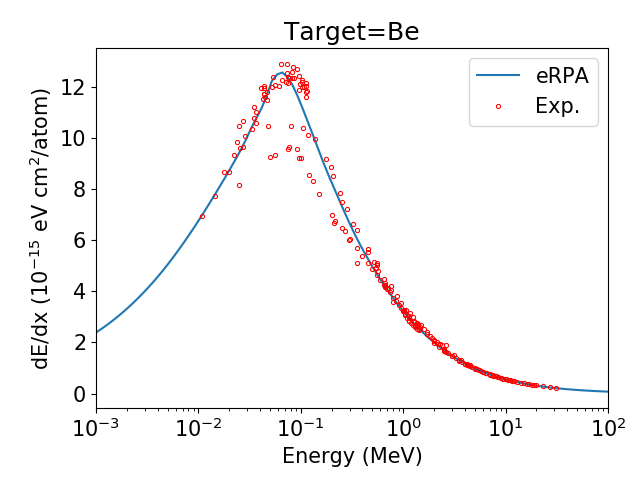 Target=Be
dE/dx (10⁻¹⁵ eV cm²/atom)
12
10
8
6
4
2
0
eRPA
Exp.
10⁻³ 10⁻² 10⁻¹ 10⁰ 10¹ 10²
Energy (MeV)